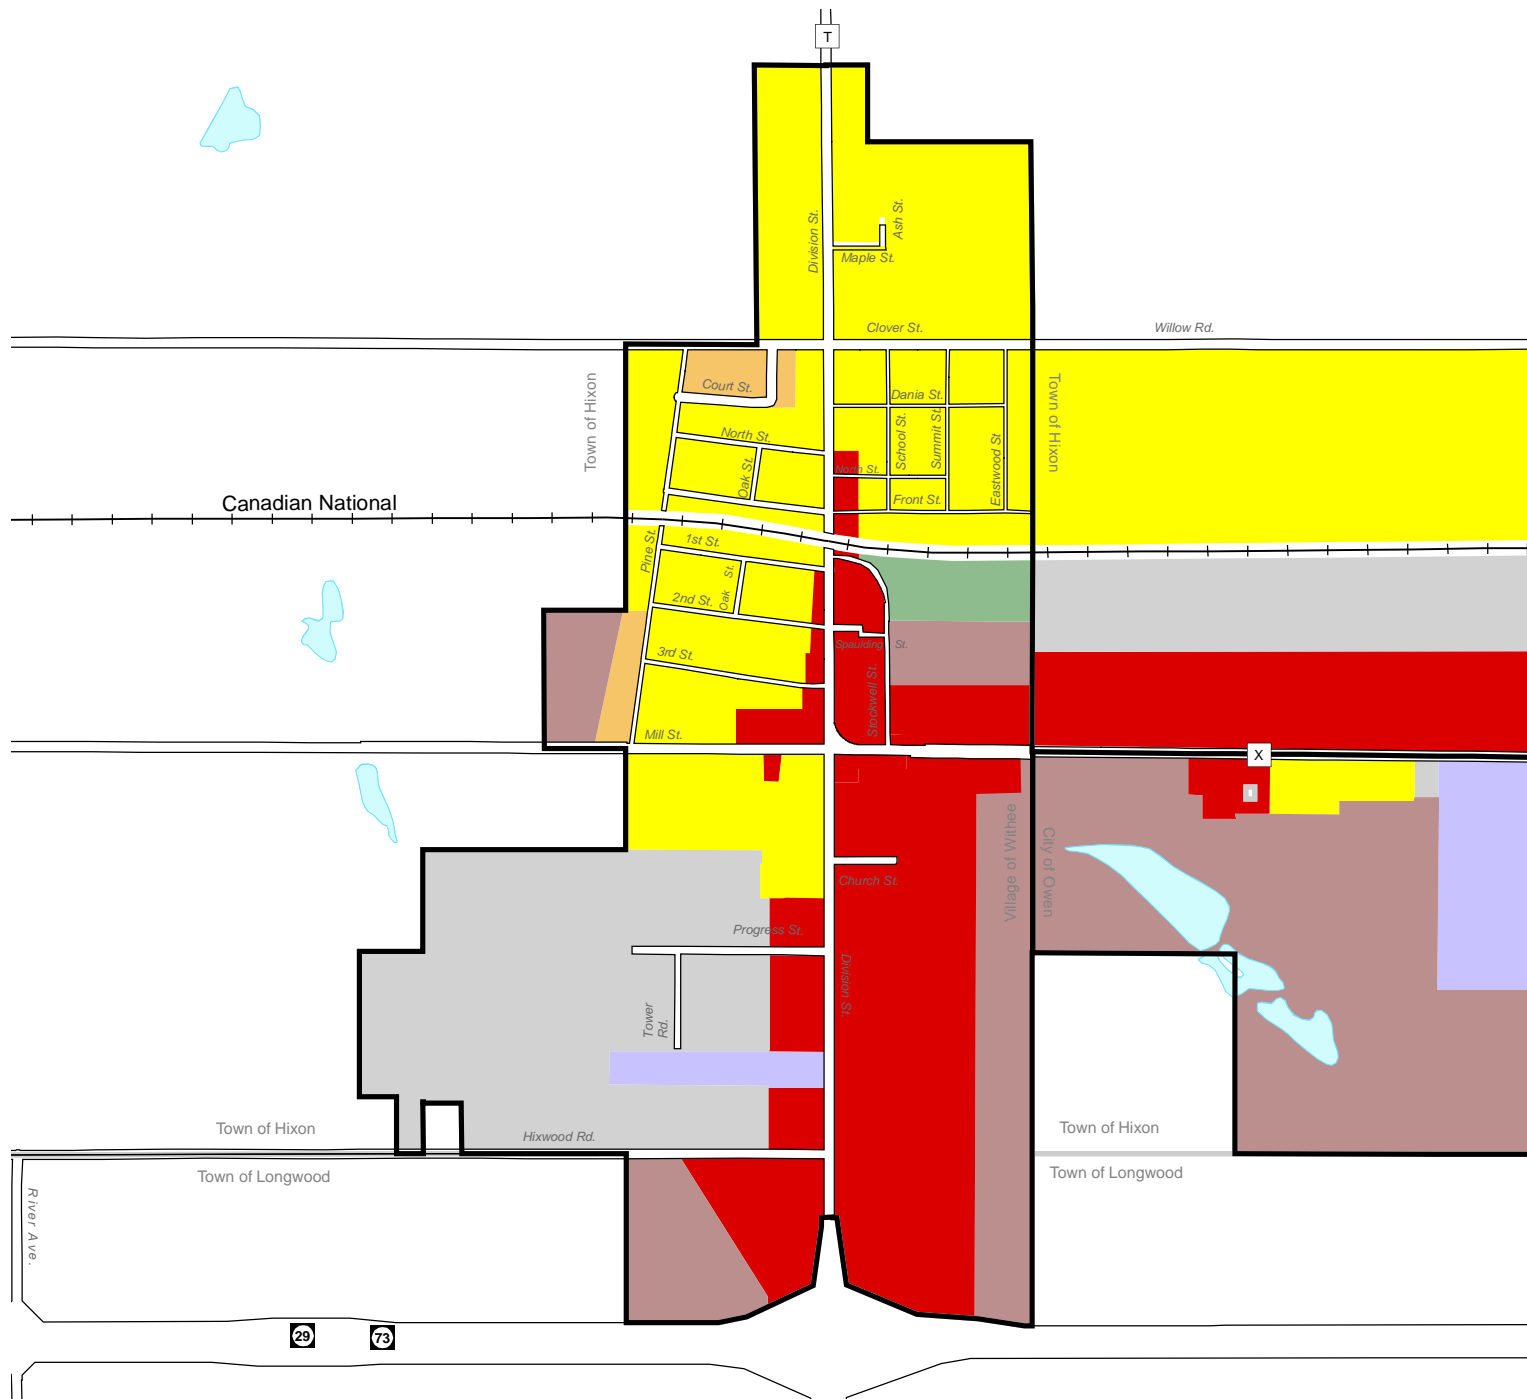 T
Division St.
Ash St.
Maple St.
Clover St.
Willow Rd.
Town of Hixon
Court St.
Dania St.
Town of Hixon
North St.
School St.
Summit St.
Eastwood St
Oak St.
North St.
Front St.
Canadian National
Pine St.
1st St.
Oak St.
2nd St.
Spaulding St.
3rd St.
Stockwell St.
Mill St.
X
Village of Withee
City of Owen
Church St.
Progress St.
Division St.
Tower
Rd.
Town of Hixon
Hixwood Rd.
Town of Hixon
Town of Longwood
Town of Longwood
River Ave.
29
73